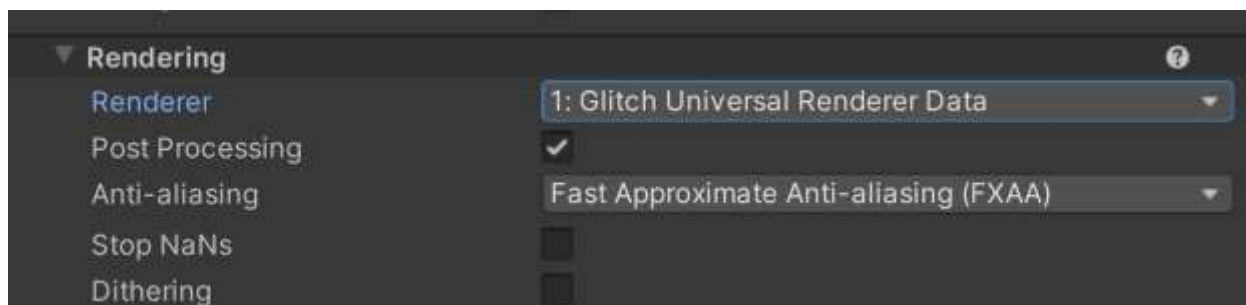 Rendering
Renderer 1: Glitch Universal Renderer Data
Post Processing
Anti-aliasing Fast Approximate Anti-aliasing (FXAA)
Stop NaNs
Dithering